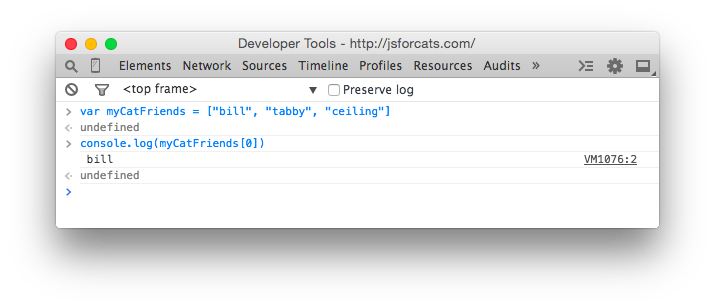 Developer Tools - http://jsforcats.com/
Elements Network Sources Timeline Profiles Resources Audits »
<top frame> ▼ Preserve log
> var myCatFriends = ["bill", "tabby", "ceiling"]
<· undefined
> console.log(myCatFriends[0])
bill VM1076:2
<· undefined
>